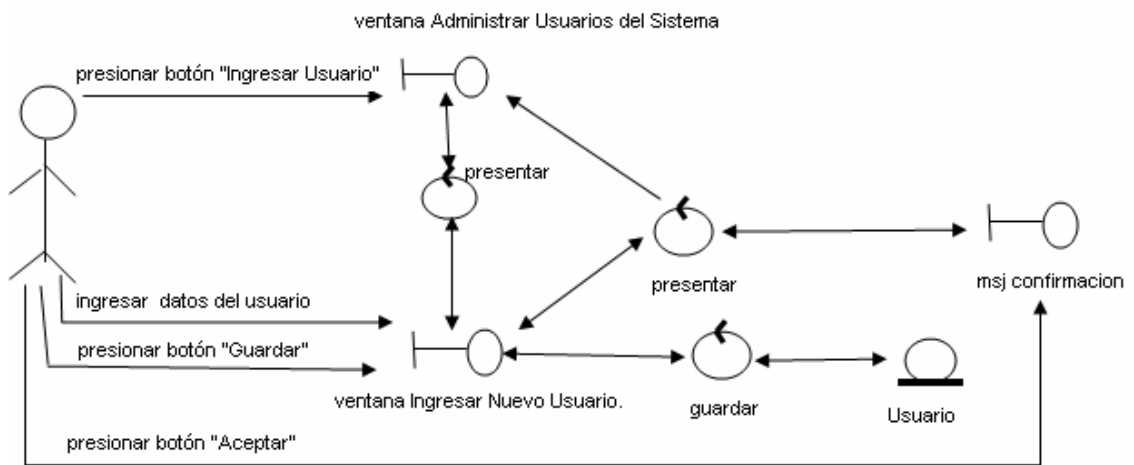 ventana Administrar Usuarios del Sistema
presionar botón "Ingresar Usuario"
presentar
presentar
msj confirmacion
ingresar datos del usuario
presionar botón "Guardar"
ventana Ingresar Nuevo Usuario.
guardar
Usuario
presionar botón "Aceptar"